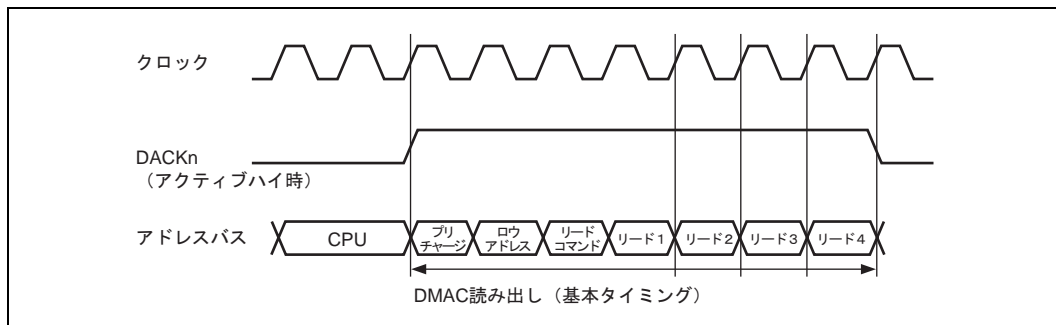 クロック
DACKn
（アクティブハイ時）
アドレスバス CPU プリ チャージ ロウ アドレス リード コマンド リード1 リード2 リード3 リード4
DMAC読み出し（基本タイミング）